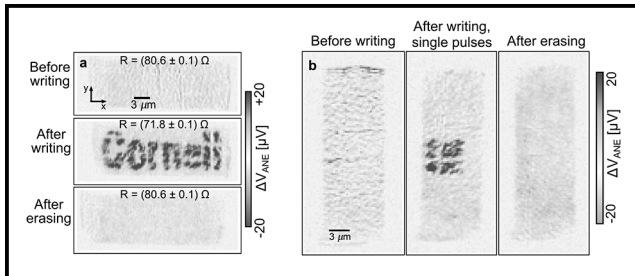 Before writing
a
R = (80.6 ± 0.1) Ω
y
x
3 μm
After writing
R = (71.8 ± 0.1) Ω
Cornell
After erasing
R = (80.6 ± 0.1) Ω
+20
-20
ΔV_ANE [μV]
Before writing
After writing,
single pulses
After erasing
b
3 μm
20
-20
ΔV_ANE [μV]